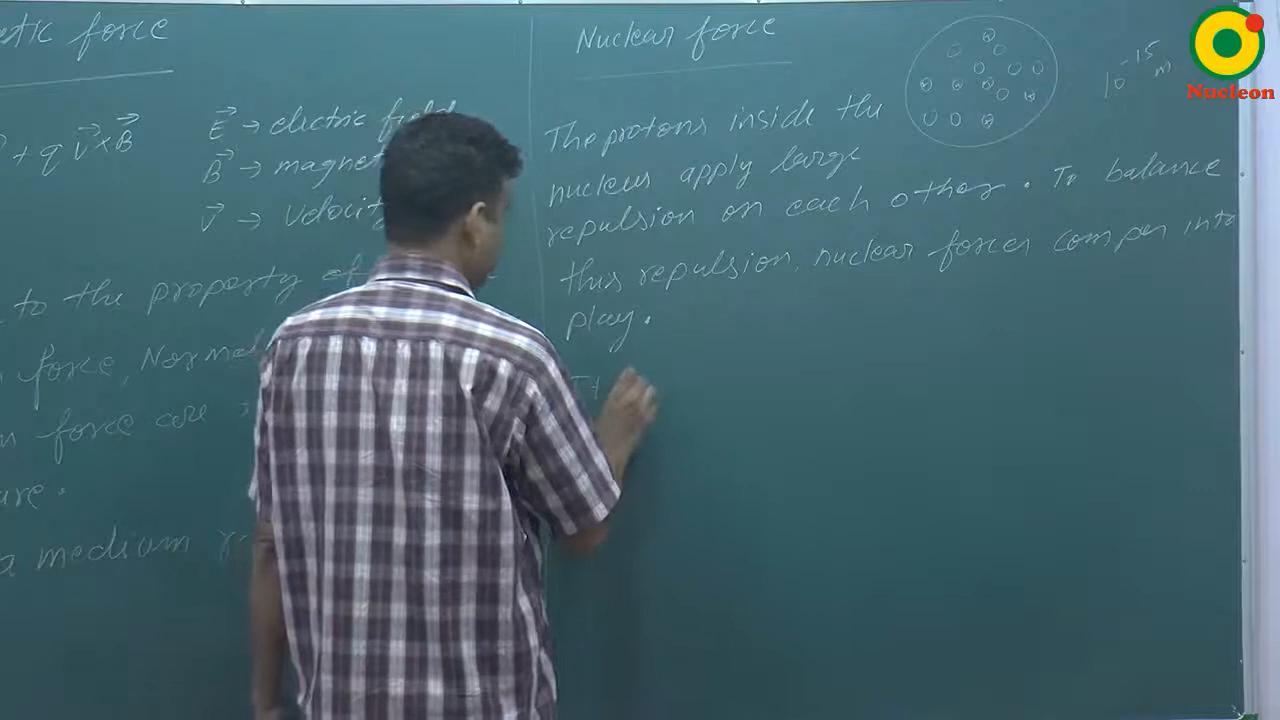 etic force
+ q v⃗ × B⃗
E⃗ → electric field
B⃗ → magnet
v⃗ → velocity
to the property of
force, Normal
force are
ure.
a medium
Nuclear force
10⁻¹⁵ m
The protons inside the
nucleus apply large
repulsion on each other. To balance
this repulsion, nuclear forces comes into
play.
It
Nucleon